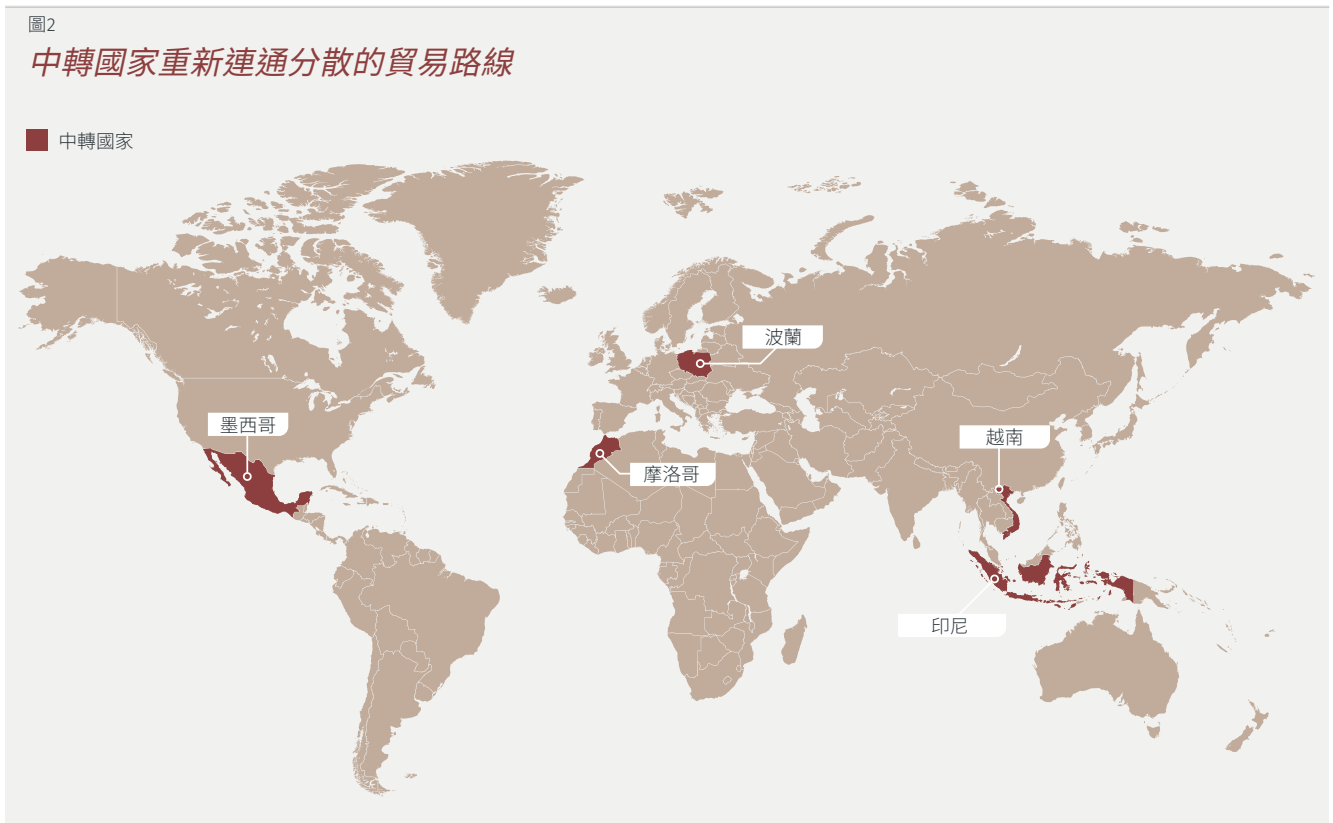 圖2
中轉國家重新連通分散的貿易路線
中轉國家
波蘭
墨西哥
越南
摩洛哥
印尼